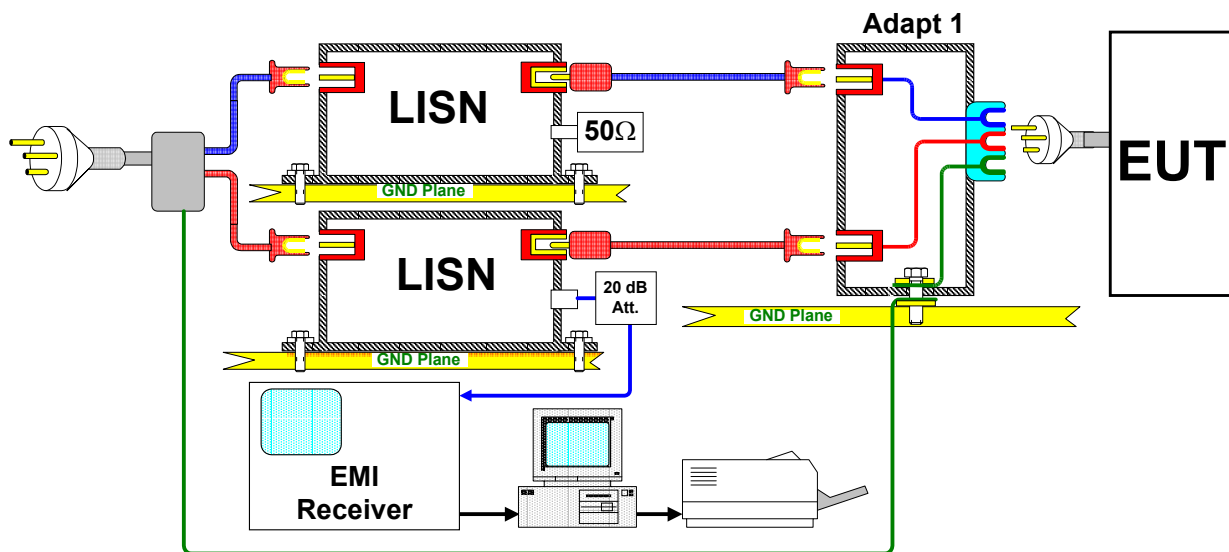 Adapt 1
LISN
50Ω
EUT
GND Plane
LISN
20 dB
Att.
GND Plane
GND Plane
EMI
Receiver